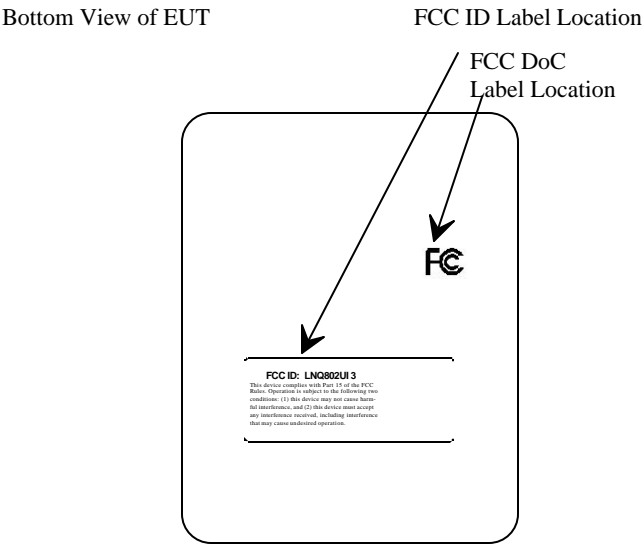 Bottom View of EUT
FCC ID Label Location
FCC DoC
Label Location
FC
FCC ID: LNQ802UI 3
This device complies with Part 15 of the FCC
Rules. Operation is subject to the following two
conditions: (1) this device may not cause harm-
ful interference, and (2) this device must accept
any interference received, including interference
that may cause undesired operation.